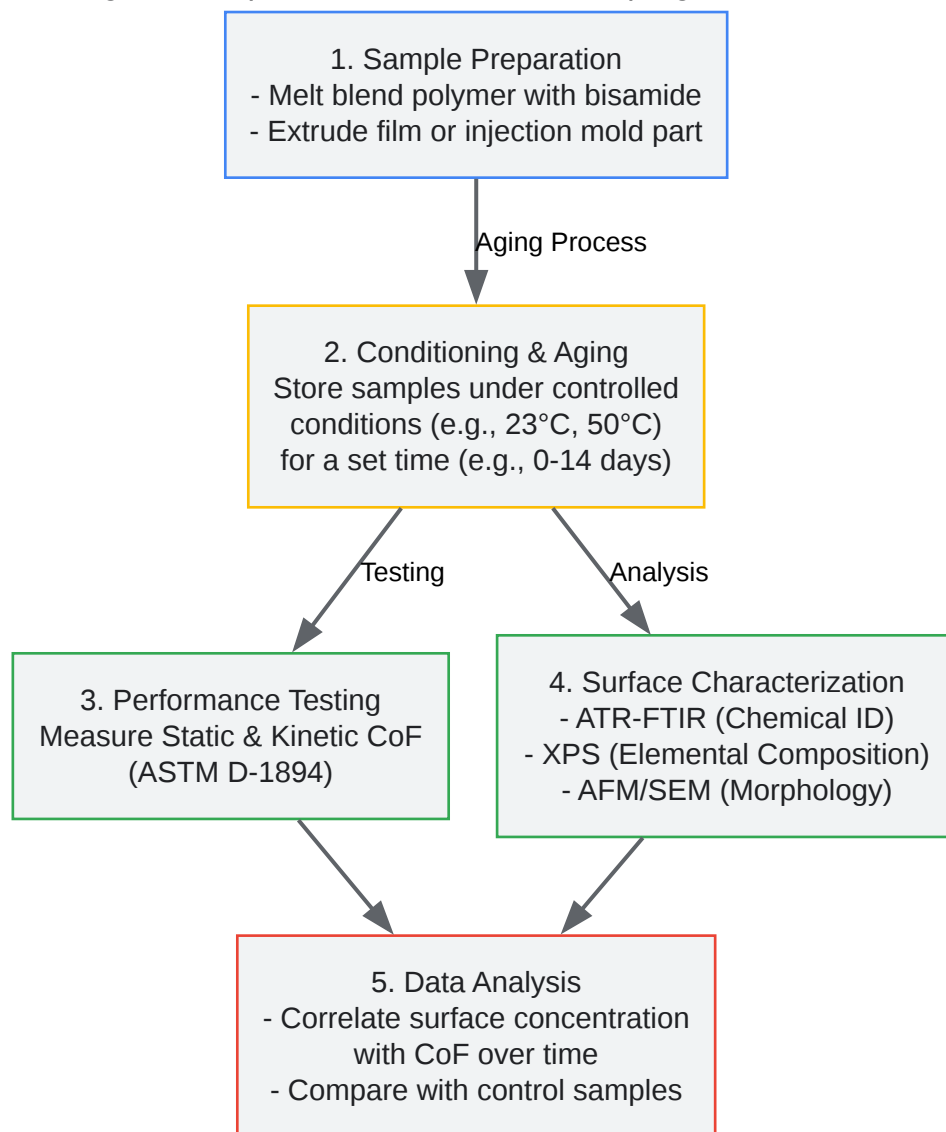 1. Sample Preparation
- Melt blend polymer with bisamide
- Extrude film or injection mold part
Aging Process
2. Conditioning & Aging
Store samples under controlled
conditions (e.g., 23°C, 50°C)
for a set time (e.g., 0-14 days)
Testing
Analysis
3. Performance Testing
Measure Static & Kinetic CoF
(ASTM D-1894)
4. Surface Characterization
- ATR-FTIR (Chemical ID)
- XPS (Elemental Composition)
- AFM/SEM (Morphology)
5. Data Analysis
- Correlate surface concentration
with CoF over time
- Compare with control samples